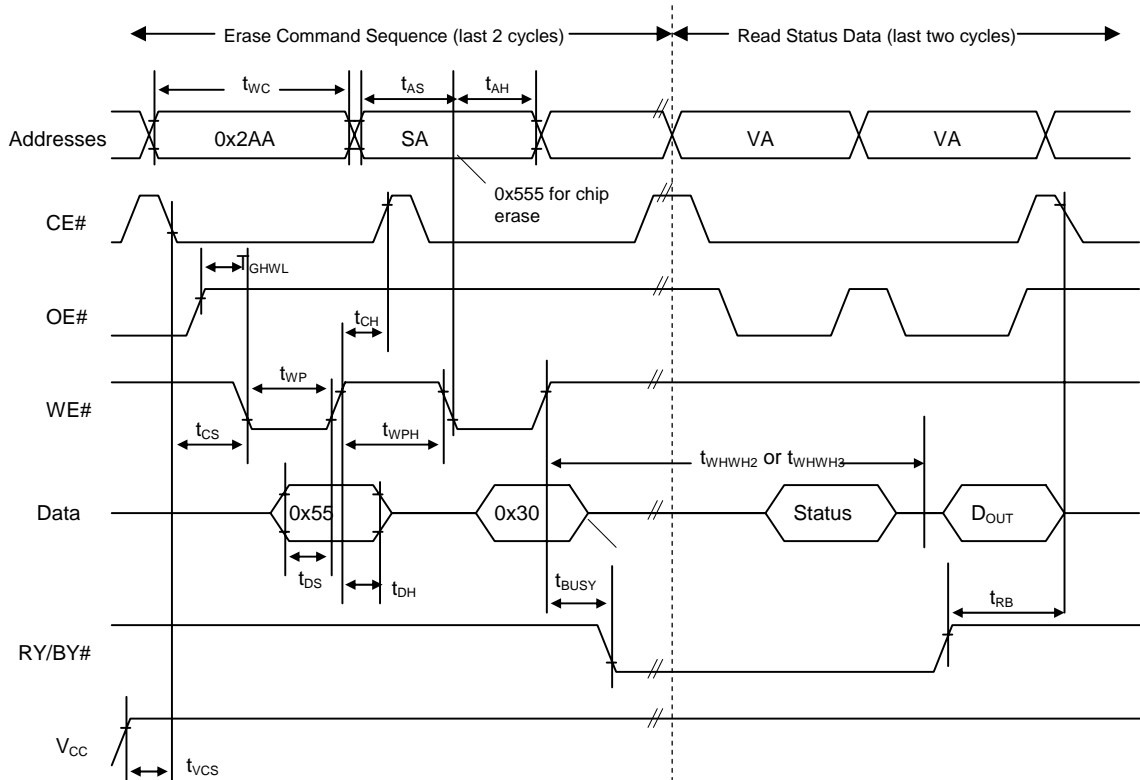 Erase Command Sequence (last 2 cycles)
Read Status Data (last two cycles)
tWC
tAS
tAH
Addresses
0x2AA
SA
VA
VA
0x555 for chip
erase
CE#
TGHWL
OE#
tCH
tWP
WE#
tCS
tWPH
tWHWH2 or tWHWH3
Data
0x55
0x30
Status
DOUT
tDS
tDH
tBUSY
tRB
RY/BY#
VCC
tVCS